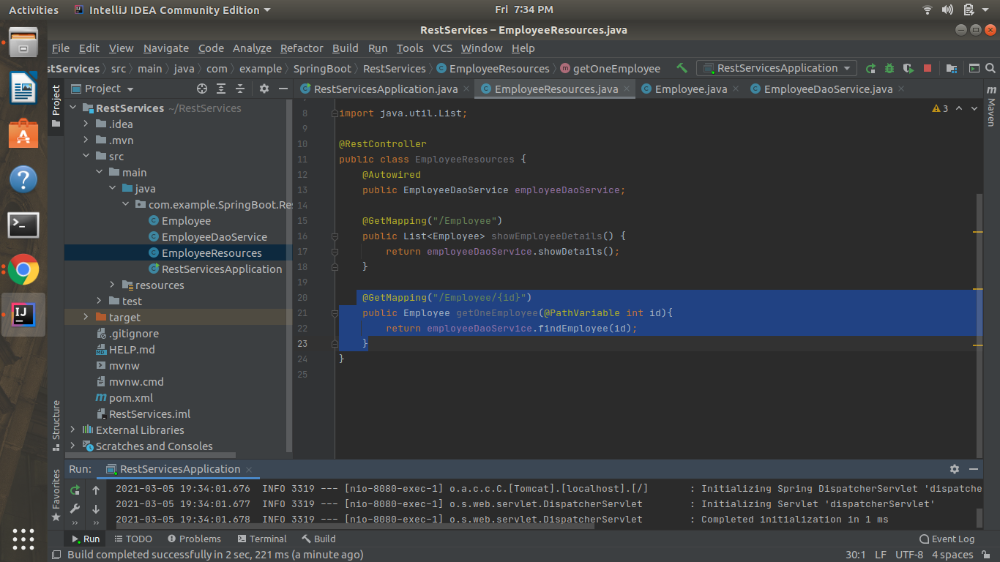 Activities IntelliJ IDEA Community Edition Fri 7:34 PM
RestServices – EmployeeResources.java
File Edit View Navigate Code Analyze Refactor Build Run Tools VCS Window Help
stServices src main java com example SpringBoot RestServices EmployeeResources getOneEmployee RestServicesApplication
Project RestServicesApplication.java EmployeeResources.java Employee.java EmployeeDaoService.java
Project
Structure
Favorites
Maven
RestServices ~/RestServices
.idea
.mvn
src
main
java
com.example.SpringBoot.Res
Employee
EmployeeDaoService
EmployeeResources
RestServicesApplication
resources
test
target
.gitignore
HELP.md
mvnw
mvnw.cmd
pom.xml
RestServices.iml
External Libraries
Scratches and Consoles
3
8 import java.util.List;
9
10 @RestController
11 public class EmployeeResources {
12 @Autowired
13 public EmployeeDaoService employeeDaoService;
14
15 @GetMapping("/Employee")
16 public List<Employee> showEmployeeDetails() {
17 return employeeDaoService.showDetails();
18 }
19
20 @GetMapping("/Employee/{id}")
21 public Employee getOneEmployee(@PathVariable int id){
22 return employeeDaoService.findEmployee(id);
23 }
24 }
25
Run: RestServicesApplication
2021-03-05 19:34:01.676 INFO 3319 --- [nio-8080-exec-1] o.a.c.c.C.[Tomcat].[localhost].[/] : Initializing Spring DispatcherServlet 'dispatche
2021-03-05 19:34:01.677 INFO 3319 --- [nio-8080-exec-1] o.s.web.servlet.DispatcherServlet : Initializing Servlet 'dispatcherServlet'
2021-03-05 19:34:01.678 INFO 3319 --- [nio-8080-exec-1] o.s.web.servlet.DispatcherServlet : Completed initialization in 1 ms
Run TODO Problems Terminal Build Event Log
Build completed successfully in 2 sec, 221 ms (a minute ago) 30:1 LF UTF-8 4 spaces